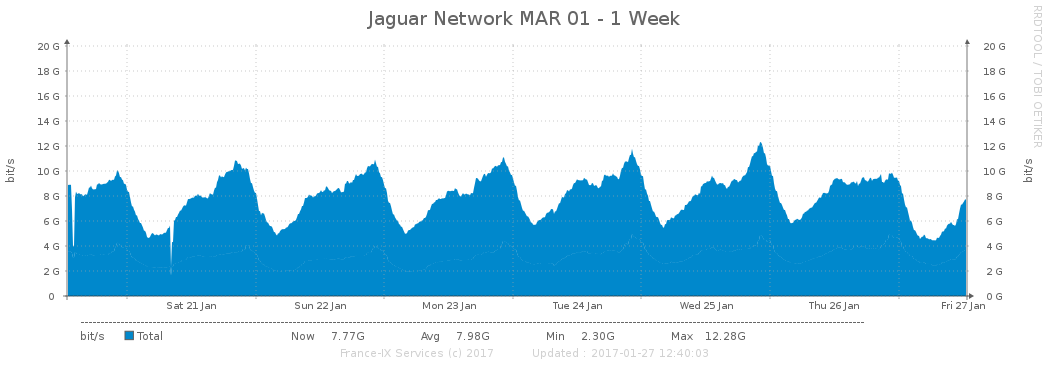 Jaguar Network MAR 01 - 1 Week
RRDTOOL / TOBI OETIKER
20 G 20 G
18 G 18 G
16 G 16 G
14 G 14 G
12 G 12 G
10 G 10 G
8 G 8 G
6 G 6 G
4 G 4 G
2 G 2 G
0 0 G
bit/s
bit/s
Sat 21 Jan Sun 22 Jan Mon 23 Jan Tue 24 Jan Wed 25 Jan Thu 26 Jan Fri 27 Jan
bit/s Total Now 7.77G Avg 7.98G Min 2.30G Max 12.28G
France-IX Services (c) 2017 Updated : 2017-01-27 12:40:03